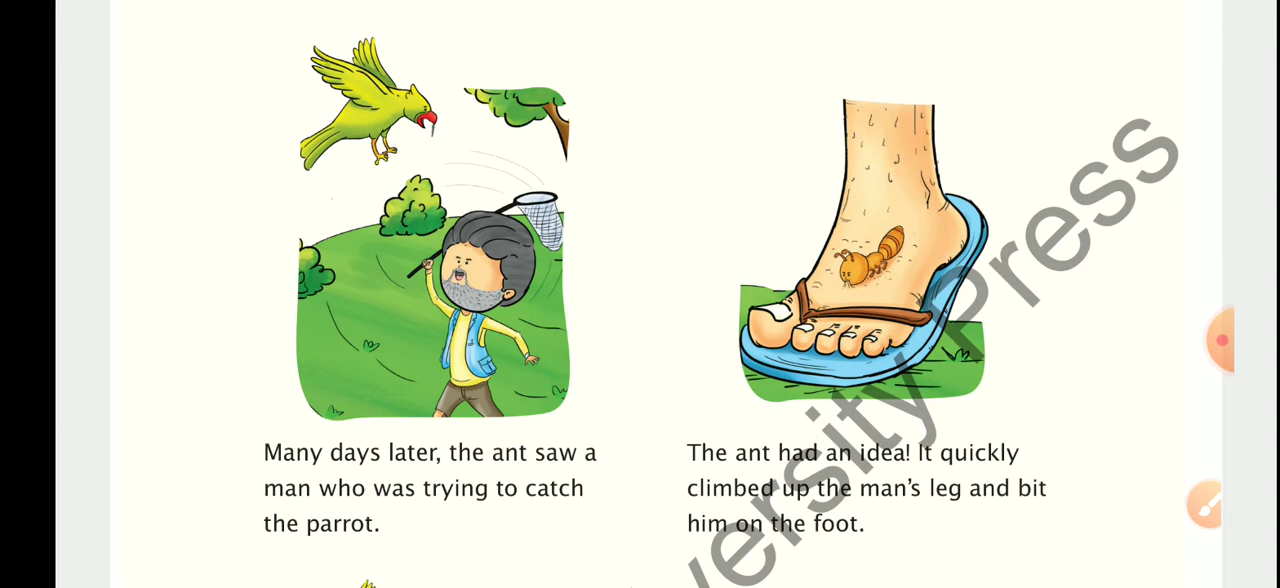 Many days later, the ant saw a
man who was trying to catch
the parrot.
The ant had an idea! It quickly
climbed up the man's leg and bit
him on the foot.
versity Press